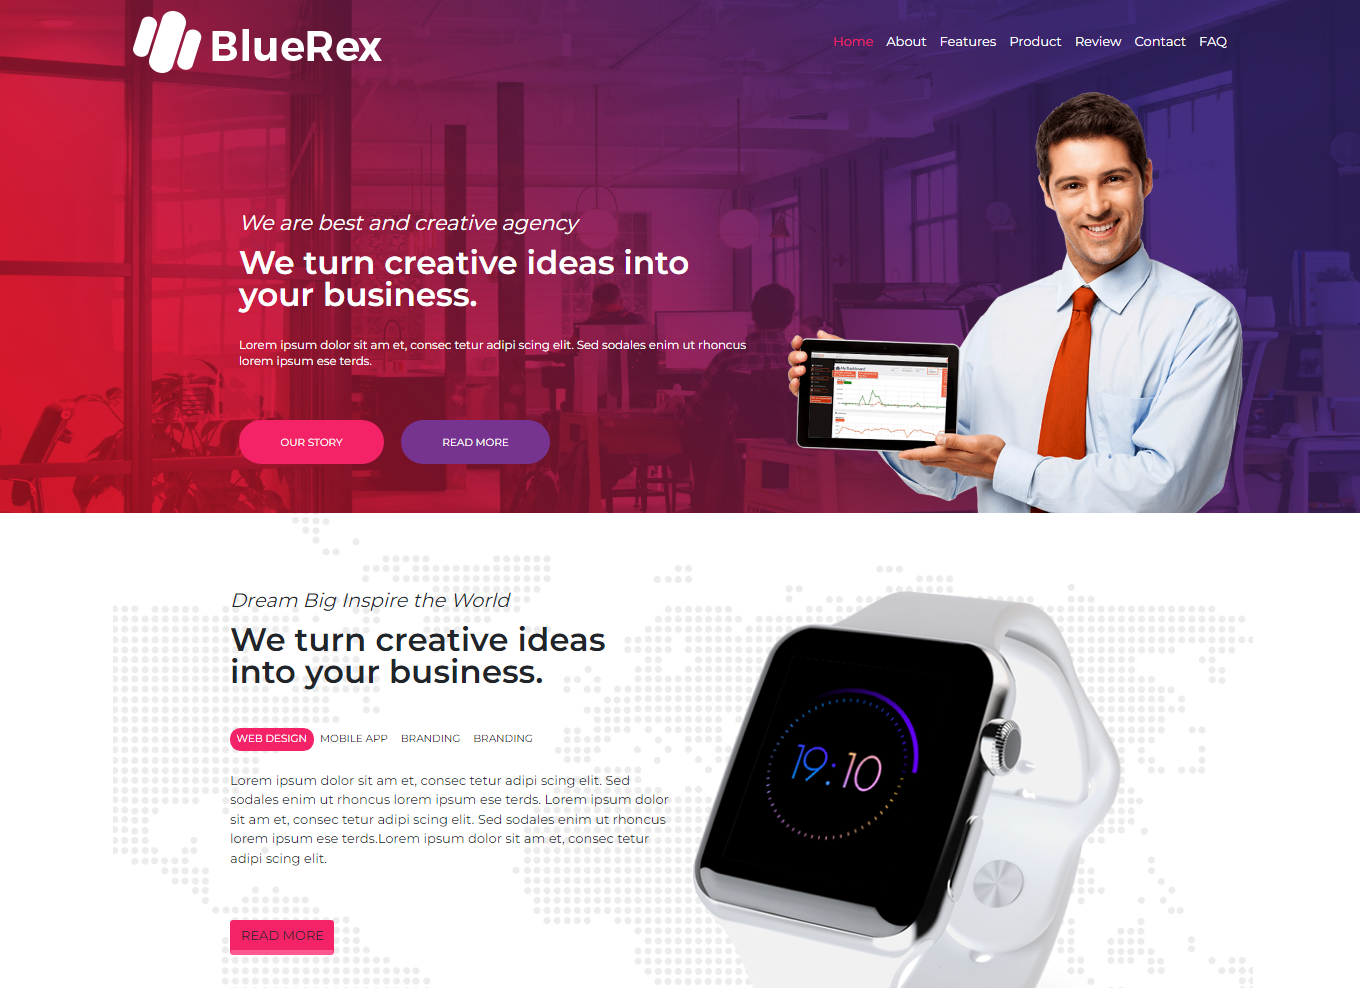 BlueRex
Home About Features Product Review Contact FAQ
We are best and creative agency
We turn creative ideas into
your business.
Lorem ipsum dolor sit am et, consec tetur adipi scing elit. Sed sodales enim ut rhoncus
lorem ipsum ese terds.
OUR STORY READ MORE
My Dashboard
Dream Big Inspire the World
We turn creative ideas
into your business.
WEB DESIGN MOBILE APP BRANDING BRANDING
Lorem ipsum dolor sit am et, consec tetur adipi scing elit. Sed
sodales enim ut rhoncus lorem ipsum ese terds. Lorem ipsum dolor
sit am et, consec tetur adipi scing elit. Sed sodales enim ut rhoncus
lorem ipsum ese terds.Lorem ipsum dolor sit am et, consec tetur
adipi scing elit.
19:10
READ MORE